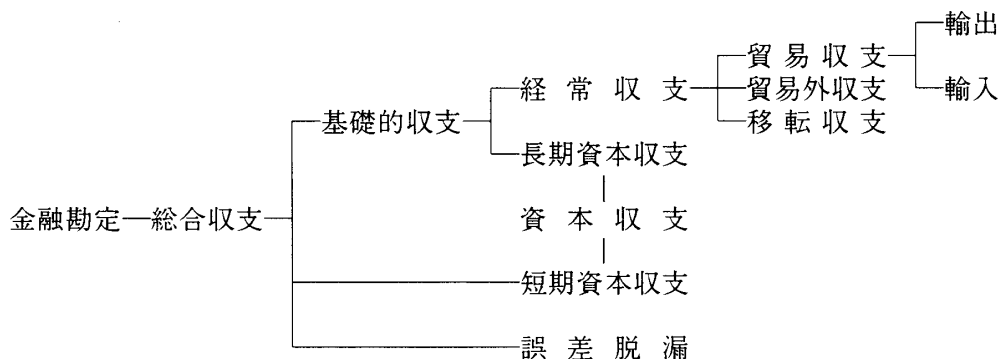 輸出
貿易収支
経常収支
貿易外収支
輸入
基礎的収支
移転収支
長期資本収支
金融勘定
総合収支
資本収支
短期資本収支
誤差脱漏